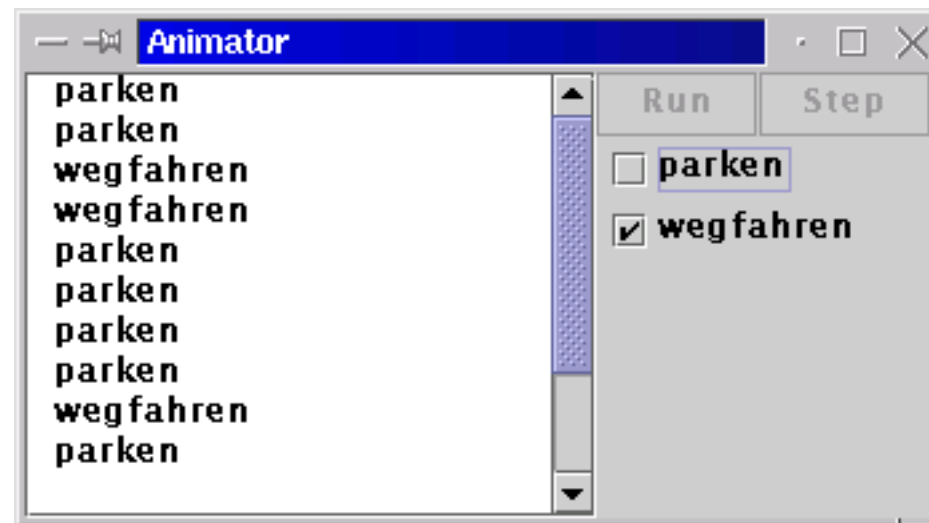 Animator
parken
parken
wegfahren
wegfahren
parken
parken
parken
parken
wegfahren
parken
Run Step
parken
wegfahren